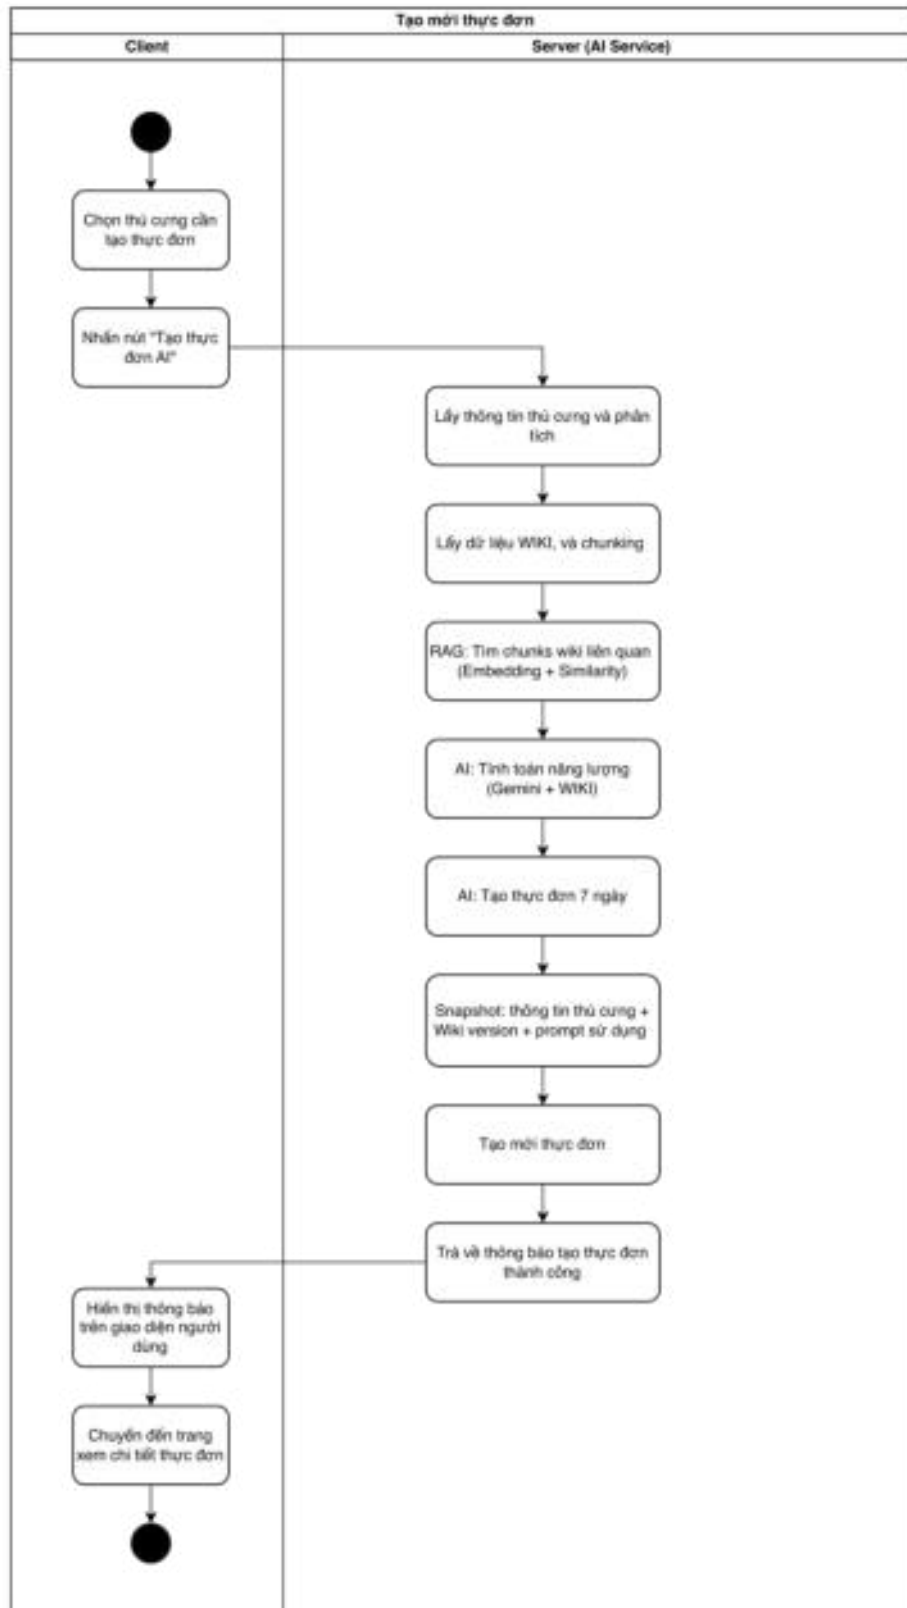 Tạo mới thực đơn
Client
Server (AI Service)
Chọn thú cưng cần
tạo thực đơn
Nhấn nút "Tạo thực
đơn AI"
Lấy thông tin thú cưng và phân
tích
Lấy dữ liệu WIKI, và chunking
RAG: Tìm chunks wiki liên quan
(Embedding + Similarity)
AI: Tính toán năng lượng
(Gemini + WIKI)
AI: Tạo thực đơn 7 ngày
Snapshot: thông tin thú cưng +
Wiki version + prompt sử dụng
Tạo mới thực đơn
Trả về thông báo tạo thực đơn
thành công
Hiển thị thông báo
trên giao diện người
dùng
Chuyển đến trang
xem chi tiết thực đơn